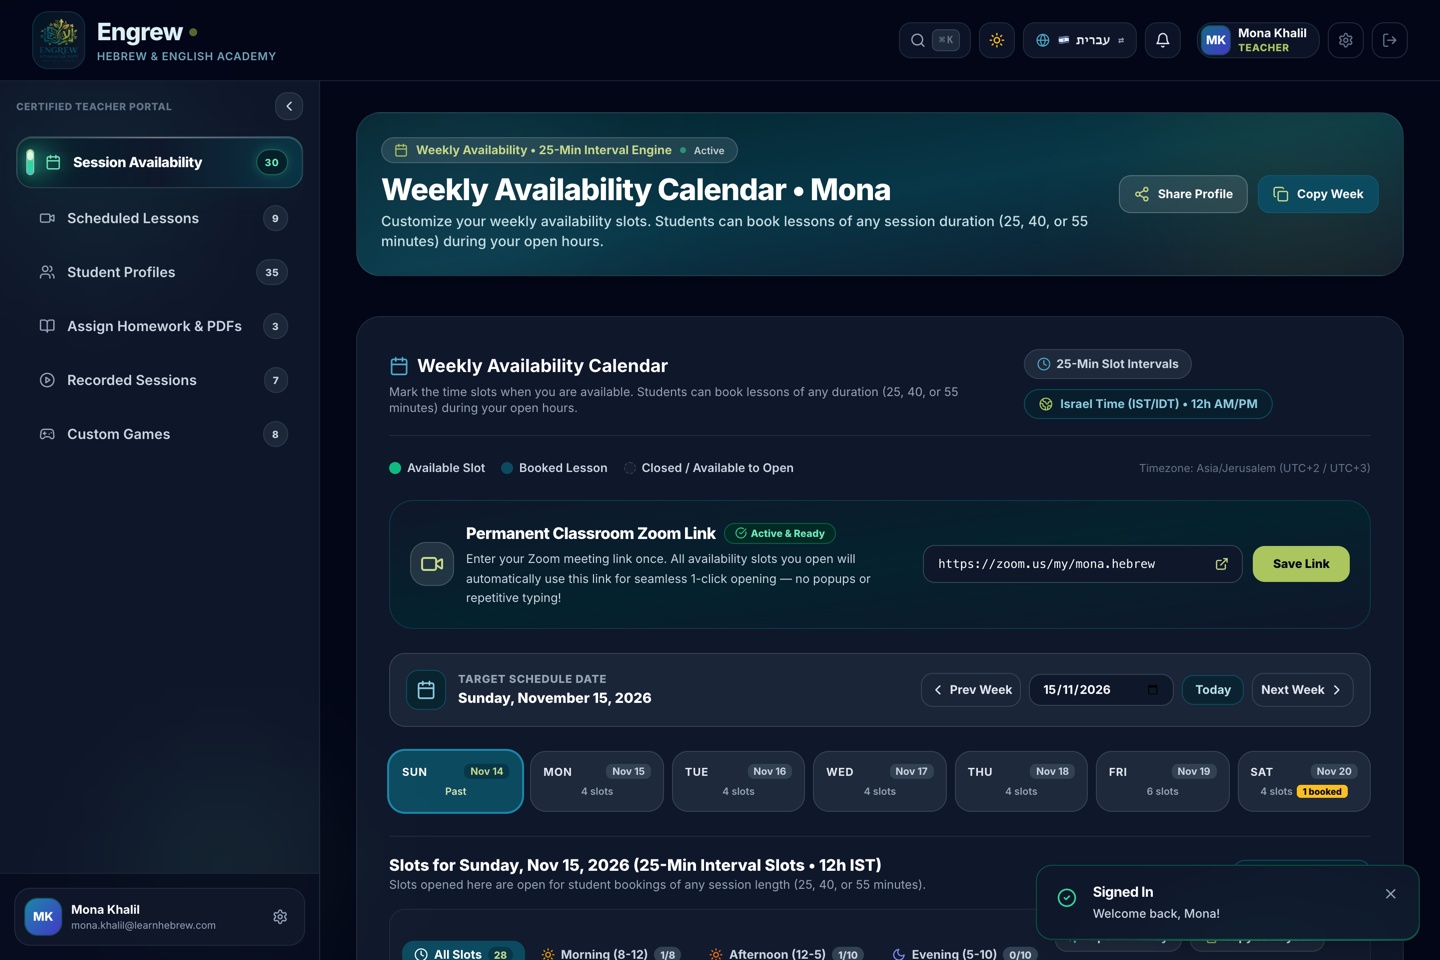 Engrew
HEBREW & ENGLISH ACADEMY
⌘K
עברית
MK
Mona Khalil
TEACHER
CERTIFIED TEACHER PORTAL
Session Availability
30
Scheduled Lessons
9
Student Profiles
35
Assign Homework & PDFs
3
Recorded Sessions
7
Custom Games
8
MK
Mona Khalil
mona.khalil@learnhebrew.com
Weekly Availability • 25-Min Interval Engine
Active
Weekly Availability Calendar • Mona
Customize your weekly availability slots. Students can book lessons of any session duration (25, 40, or 55
minutes) during your open hours.
Share Profile
Copy Week
Weekly Availability Calendar
Mark the time slots when you are available. Students can book lessons of any duration (25, 40, or 55
minutes) during your open hours.
25-Min Slot Intervals
Israel Time (IST/IDT) • 12h AM/PM
Available Slot
Booked Lesson
Closed / Available to Open
Timezone: Asia/Jerusalem (UTC+2 / UTC+3)
Permanent Classroom Zoom Link
Active & Ready
Enter your Zoom meeting link once. All availability slots you open will
automatically use this link for seamless 1-click opening — no popups or
repetitive typing!
https://zoom.us/my/mona.hebrew
Save Link
TARGET SCHEDULE DATE
Sunday, November 15, 2026
Prev Week
15/11/2026
Today
Next Week
SUN Nov 14
Past
MON Nov 15
4 slots
TUE Nov 16
4 slots
WED Nov 17
4 slots
THU Nov 18
4 slots
FRI Nov 19
6 slots
SAT Nov 20
4 slots 1 booked
Slots for Sunday, Nov 15, 2026 (25-Min Interval Slots • 12h IST)
Slots opened here are open for student bookings of any session length (25, 40, or 55 minutes).
All Slots 28
Morning (8-12) 1/8
Afternoon (12-5) 1/10
Evening (5-10) 0/10
Signed In
Welcome back, Mona!